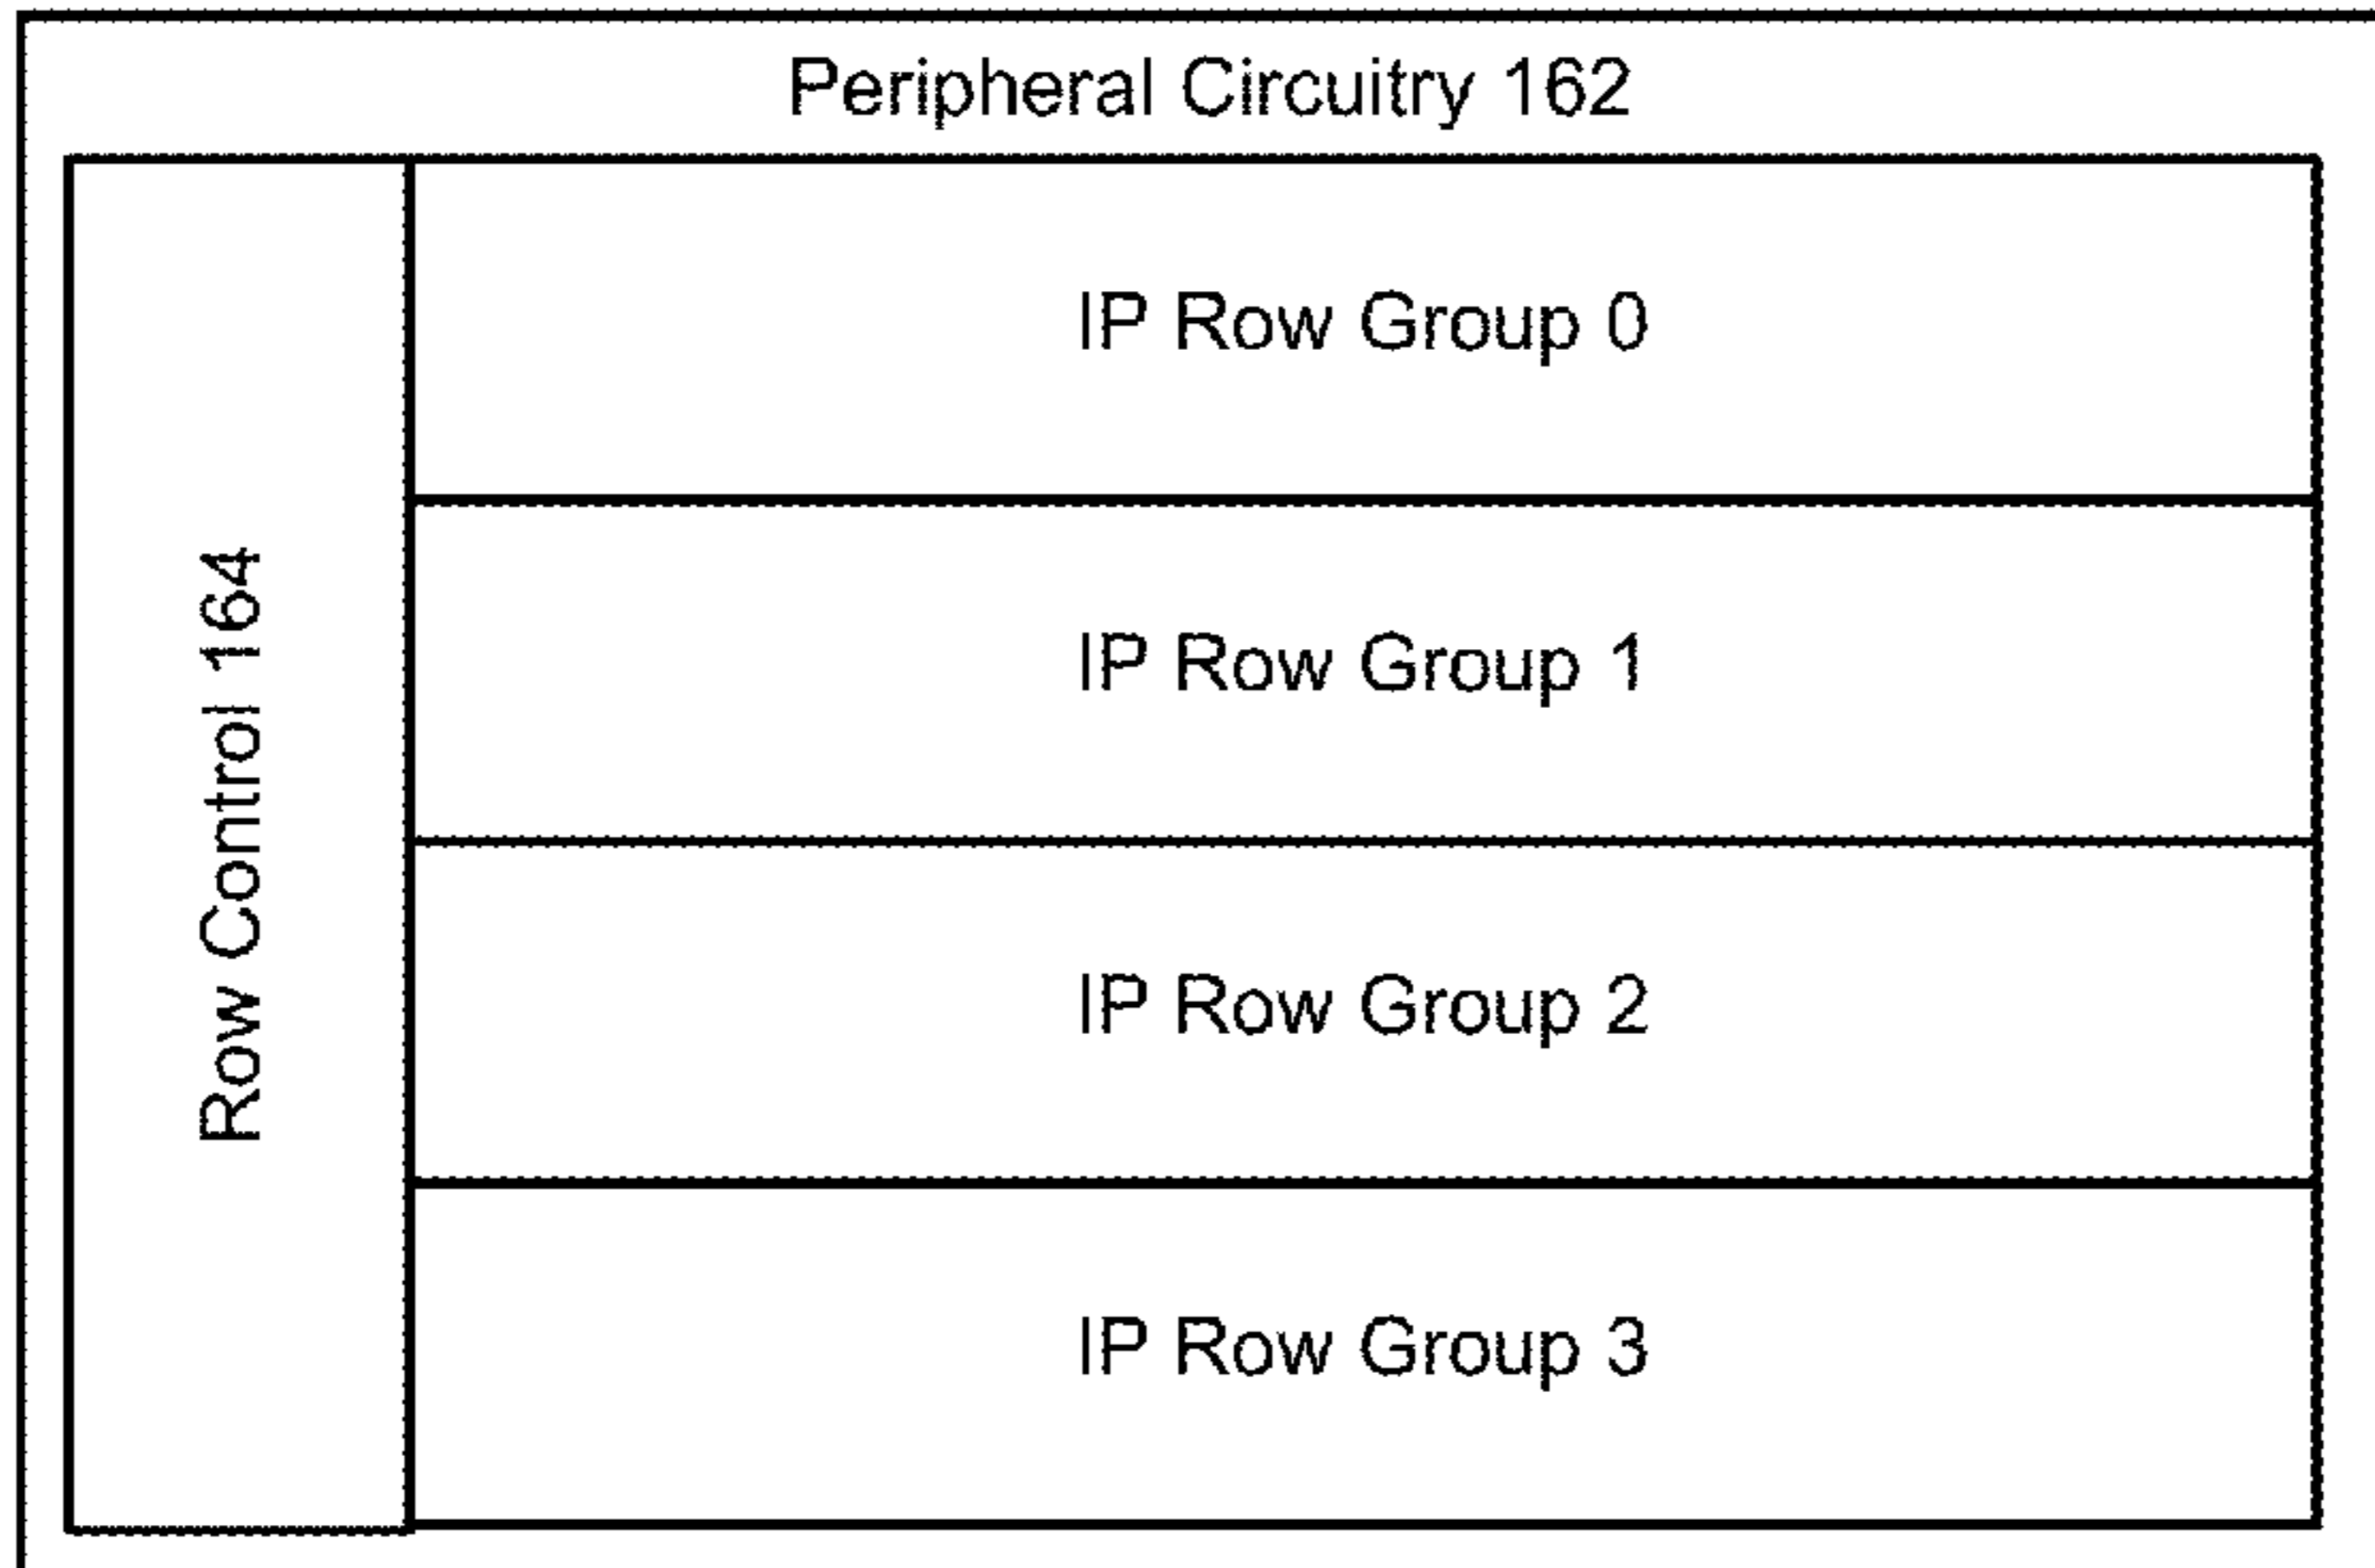 Peripheral Circuitry 162
Row Control 164
IP Row Group 0
IP Row Group 1
IP Row Group 2
IP Row Group 3